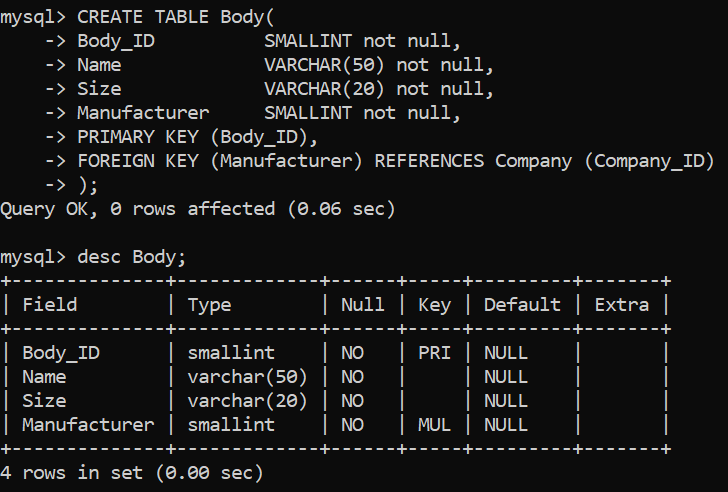 mysql> CREATE TABLE Body(
    -> Body_ID          SMALLINT not null,
    -> Name             VARCHAR(50) not null,
    -> Size             VARCHAR(20) not null,
    -> Manufacturer     SMALLINT not null,
    -> PRIMARY KEY (Body_ID),
    -> FOREIGN KEY (Manufacturer) REFERENCES Company (Company_ID)
    -> );
Query OK, 0 rows affected (0.06 sec)

mysql> desc Body;
+--------------+-------------+------+-----+---------+-------+
| Field        | Type        | Null | Key | Default | Extra |
+--------------+-------------+------+-----+---------+-------+
| Body_ID      | smallint    | NO   | PRI | NULL    |       |
| Name         | varchar(50) | NO   |     | NULL    |       |
| Size         | varchar(20) | NO   |     | NULL    |       |
| Manufacturer | smallint    | NO   | MUL | NULL    |       |
+--------------+-------------+------+-----+---------+-------+
4 rows in set (0.00 sec)